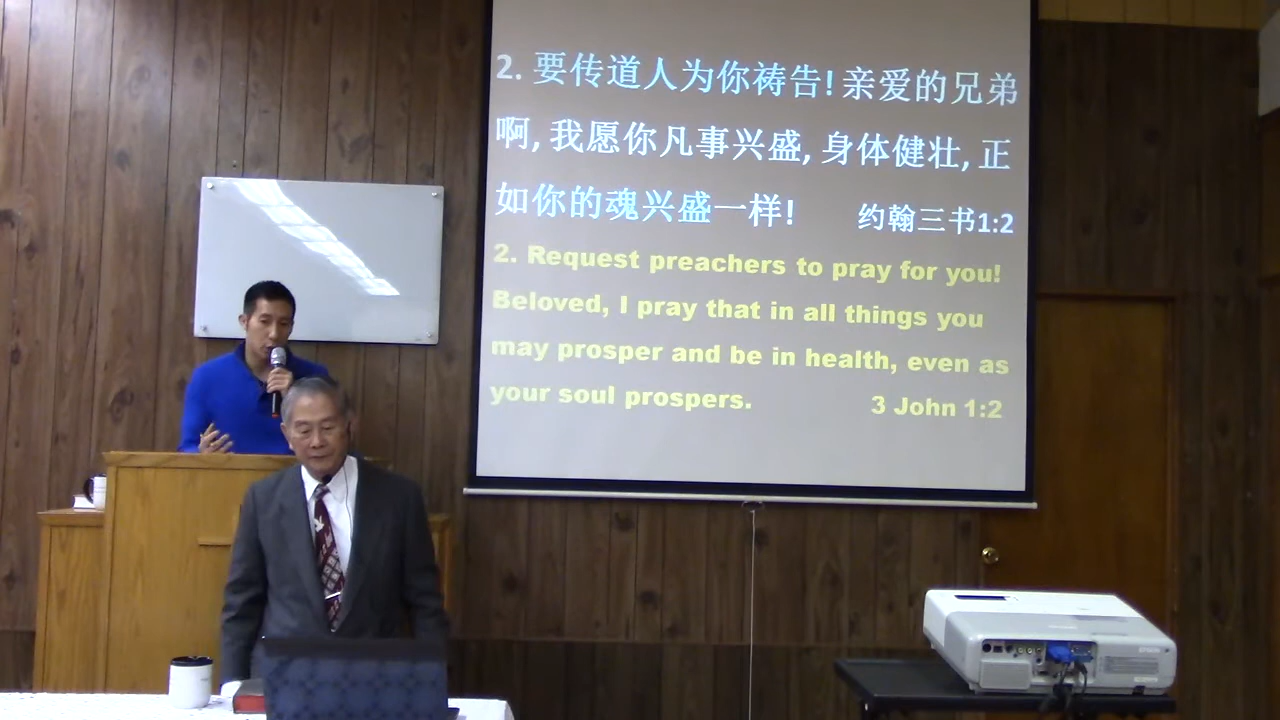 2. 要传道人为你祷告! 亲爱的兄弟
啊, 我愿你凡事兴盛, 身体健壮, 正
如你的魂兴盛一样! 约翰三书1:2
2. Request preachers to pray for you!
Beloved, I pray that in all things you
may prosper and be in health, even as
your soul prospers. 3 John 1:2
EPSON